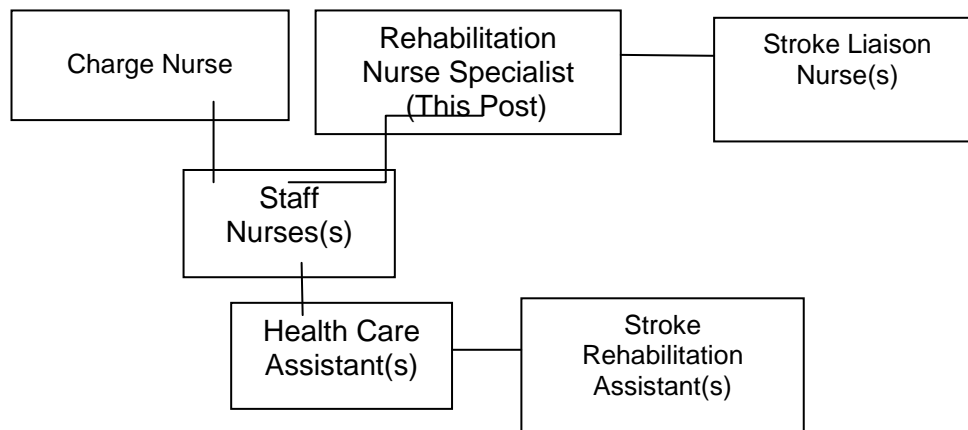 Charge Nurse
Rehabilitation
Nurse Specialist
(This Post)
Stroke Liaison
Nurse(s)
Staff
Nurses(s)
Health Care
Assistant(s)
Stroke
Rehabilitation
Assistant(s)